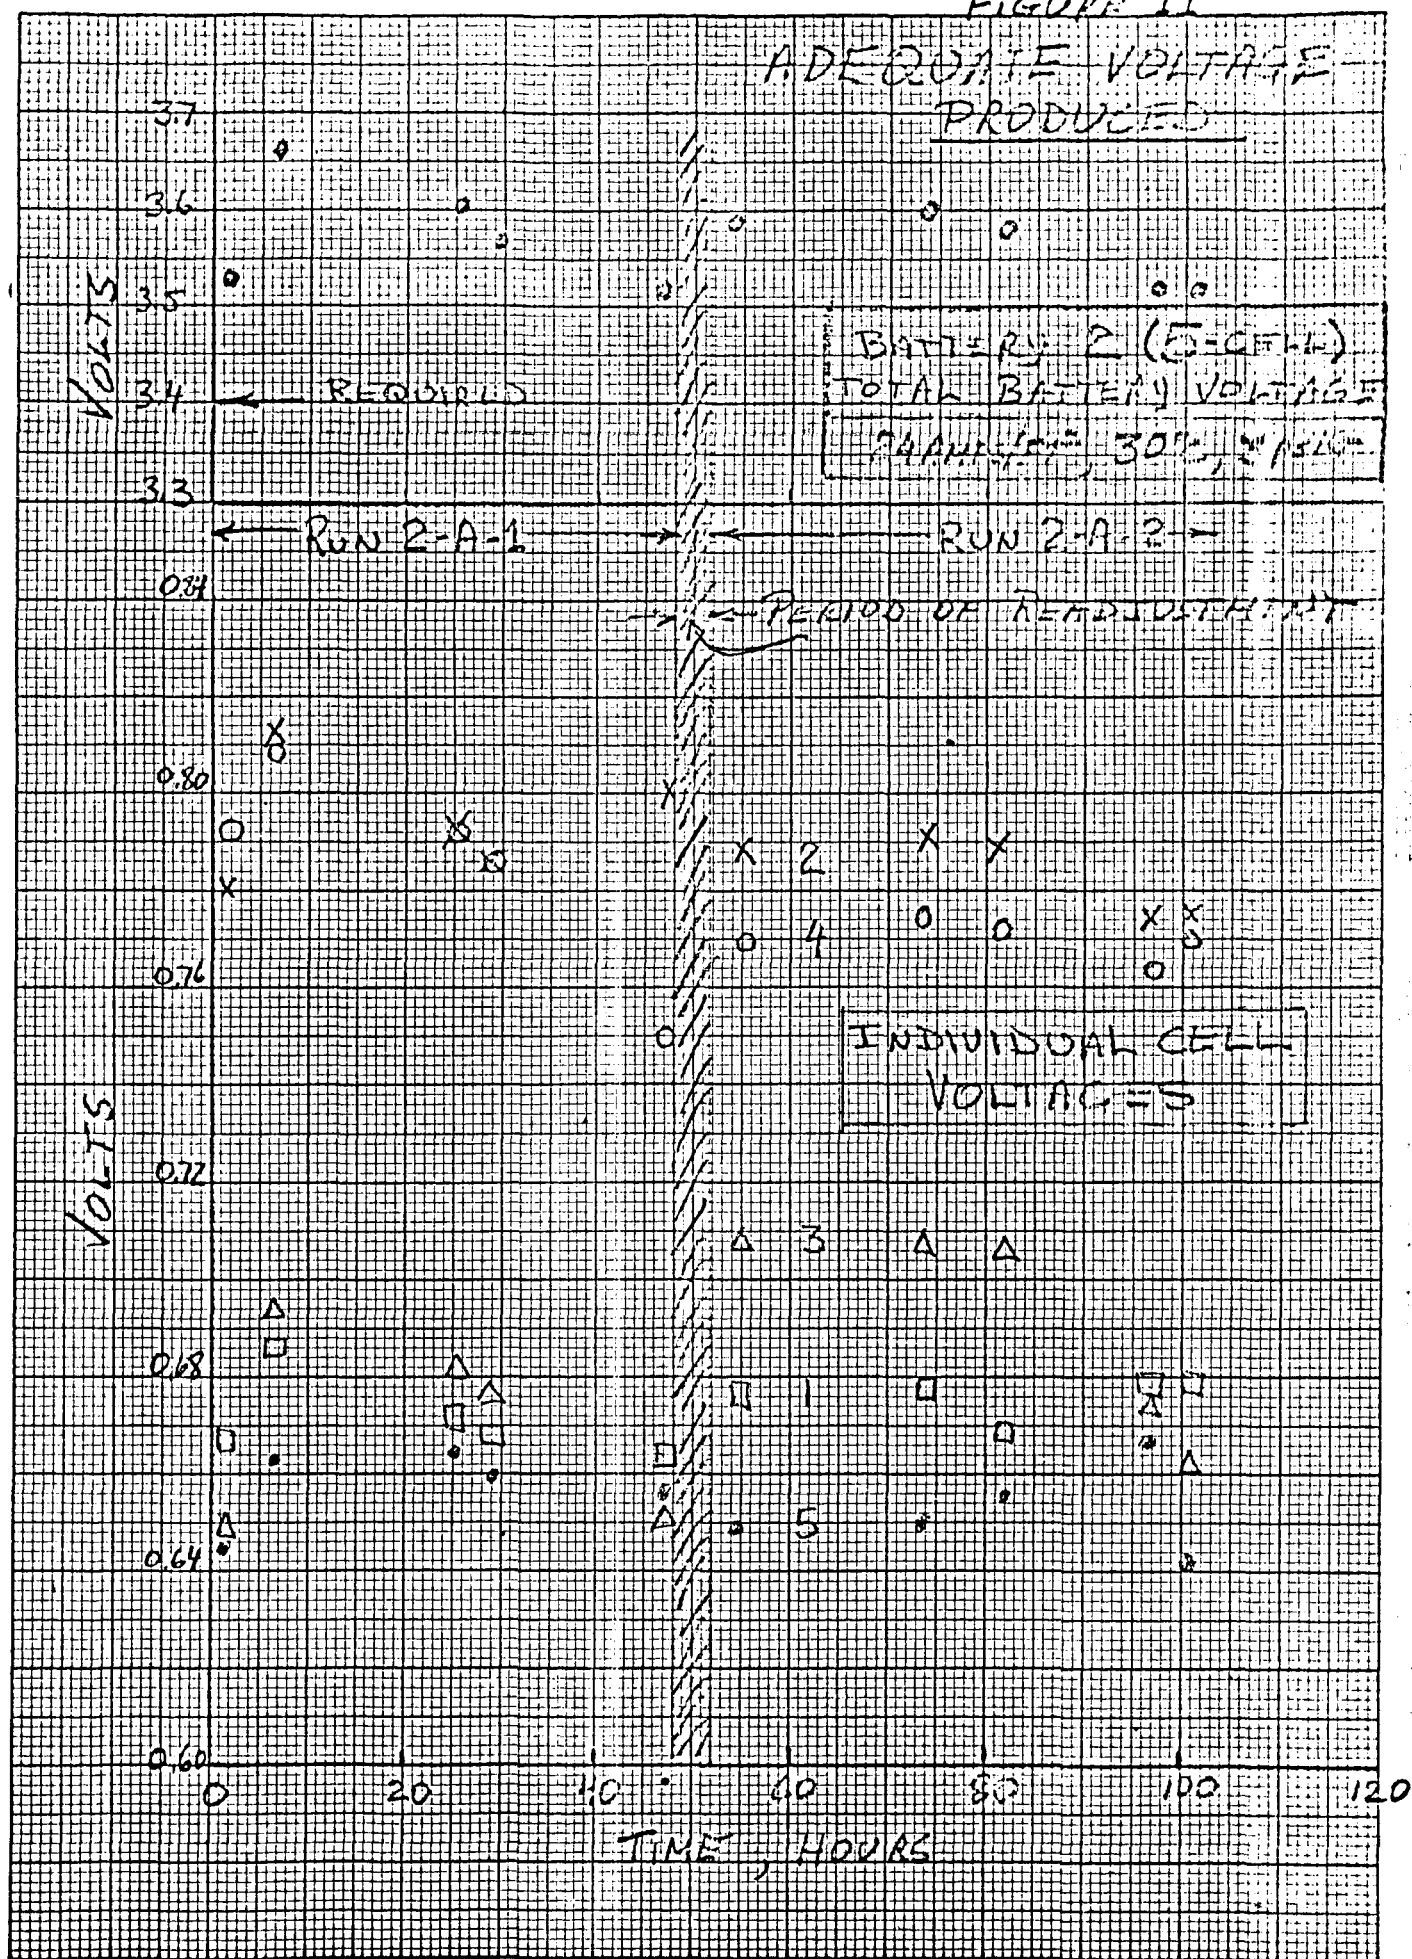 FIGURE 11
ADEQUATE VOLTAGE
PRODUCED
3.7
3.6
3.5
VOLTS
3.4
REQUIRED
3.3
BATTERY 2 (5-CELL)
TOTAL BATTERY VOLTAGE
RUN 2-A-1
RUN 2-A-2
0.84
PERIOD OF READJUSTMENT
0.80
2
4
0.76
INDIVIDUAL CELL
VOLTAGES
0.72
VOLTS
3
0.68
1
5
0.64
0.60
0 20 40 60 80 100 120
TIME, HOURS